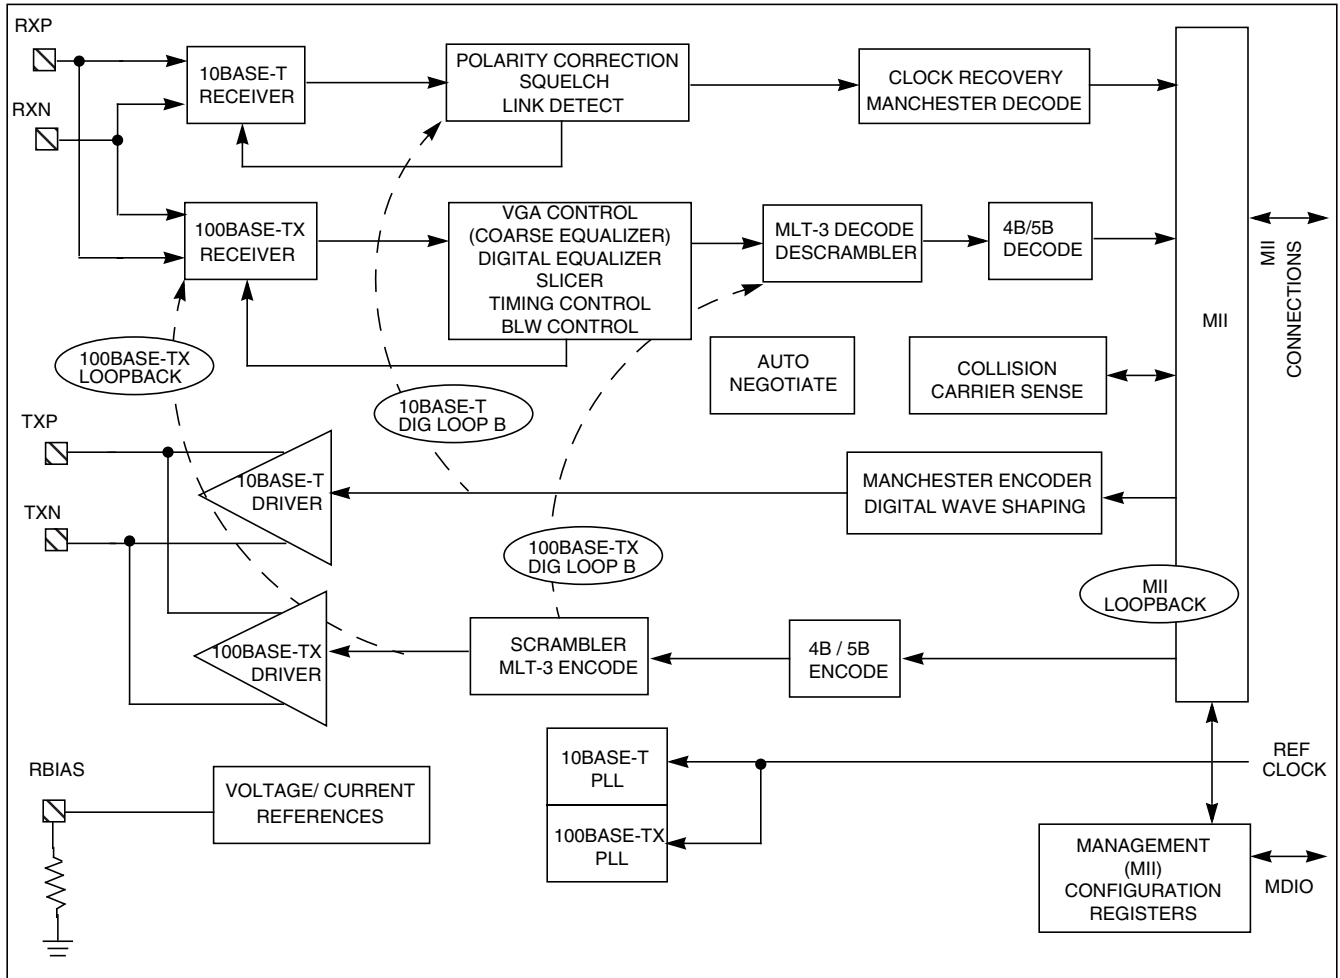 RXP
RXN
10BASE-T
RECEIVER
POLARITY CORRECTION
SQUELCH
LINK DETECT
CLOCK RECOVERY
MANCHESTER DECODE
100BASE-TX
RECEIVER
VGA CONTROL
(COARSE EQUALIZER)
DIGITAL EQUALIZER
SLICER
TIMING CONTROL
BLW CONTROL
MLT-3 DECODE
DESCRAMBLER
4B/5B
DECODE
MII
MII
CONNECTIONS
100BASE-TX
LOOPBACK
10BASE-T
DIG LOOP B
AUTO
NEGOTIATE
COLLISION
CARRIER SENSE
TXP
TXN
10BASE-T
DRIVER
MANCHESTER ENCODER
DIGITAL WAVE SHAPING
100BASE-TX
DIG LOOP B
MII
LOOPBACK
100BASE-TX
DRIVER
SCRAMBLER
MLT-3 ENCODE
4B / 5B
ENCODE
RBIAS
VOLTAGE/ CURRENT
REFERENCES
10BASE-T
PLL
100BASE-TX
PLL
REF
CLOCK
MANAGEMENT
(MII)
CONFIGURATION
REGISTERS
MDIO